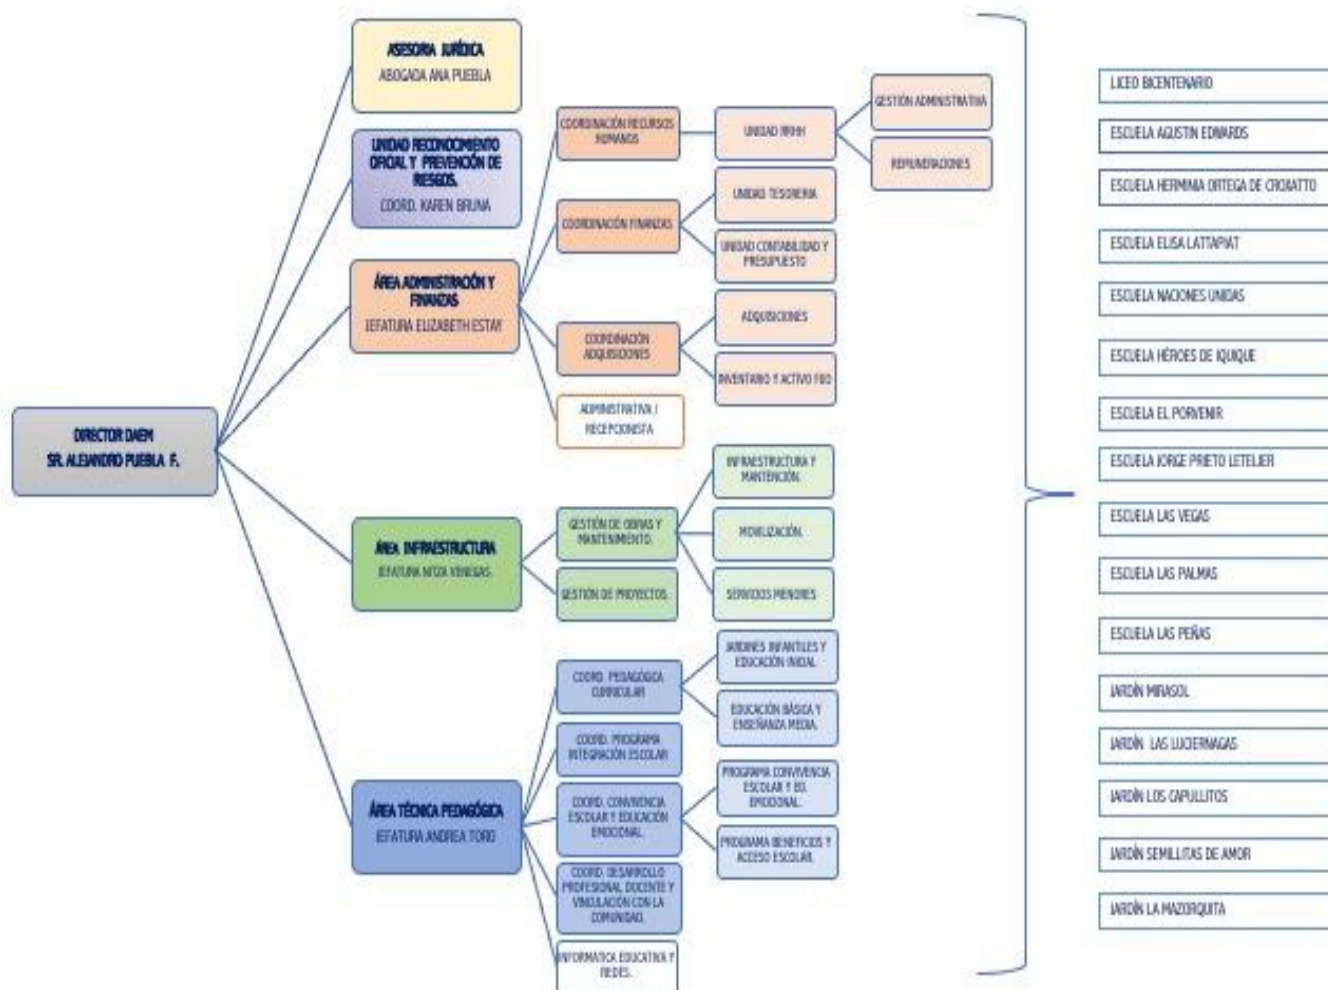 DIRECTOR DAEM
SR. ALEJANDRO PUEBLA F.
ASESORIA JURÍDICA
ABOGADA ANA PUEBLA
UNIDAD RECONOCIMIENTO
OFICIAL Y PREVENCIÓN DE
RIESGOS.
COORD. KAREN BRUNA
ÁREA ADMINISTRACIÓN Y
FINANZAS
JEFATURA ELIZABETH ESTAY
COORDINACIÓN RECURSOS
HUMANOS
UNIDAD RRHH
GESTIÓN ADMINISTRATIVA
REMUNERACIONES
COORDINACIÓN FINANZAS
UNIDAD TESORERIA
UNIDAD CONTABILIDAD Y
PRESUPUESTO
COORDINACIÓN
ADQUISICIONES
ADQUISICIONES
INVENTARIO Y ACTIVO FIJO
ADMINISTRATIVA /
RECEPCIONISTA
ÁREA INFRAESTRUCTURA
JEFATURA NITZA VENEGAS.
GESTIÓN DE OBRAS Y
MANTENIMIENTO.
INFRAESTRUCTURA Y
MANTENCIÓN.
MOVILIZACIÓN.
SERVICIOS MENORES
GESTIÓN DE PROYECTOS.
ÁREA TÉCNICA PEDAGÓGICA
JEFATURA ANDREA TORO
COORD. PEDAGÓGICA
CURRICULAR
JARDINES INFANTILES Y
EDUCACIÓN INICIAL
EDUCACIÓN BÁSICA Y
ENSEÑANZA MEDIA.
COORD. PROGRAMA
INTEGRACIÓN ESCOLAR
COORD. CONVIVENCIA
ESCOLAR Y EDUCACIÓN
EMOCIONAL.
PROGRAMA CONVIVENCIA
ESCOLAR Y ED.
EMOCIONAL.
PROGRAMA BENEFICIOS Y
ACCESO ESCOLAR.
COORD. DESARROLLO
PROFESIONAL DOCENTE Y
VINCULACIÓN CON LA
COMUNIDAD.
INFORMATICA EDUCATIVA Y
REDES.
LICEO BICENTENARIO
ESCUELA AGUSTIN EDWARDS
ESCUELA HERMINIA ORTEGA DE CROXATTO
ESCUELA ELISA LATTAPIAT
ESCUELA NACIONES UNIDAS
ESCUELA HÉROES DE IQUIQUE
ESCUELA EL PORVENIR
ESCUELA JORGE PRIETO LETELIER
ESCUELA LAS VEGAS
ESCUELA LAS PALMAS
ESCUELA LAS PEÑAS
JARDÍN MIRASOL
JARDÍN LAS LUCIERNAGAS
JARDÍN LOS CAPULLITOS
JARDÍN SEMILLITAS DE AMOR
JARDÍN LA MAZORQUITA